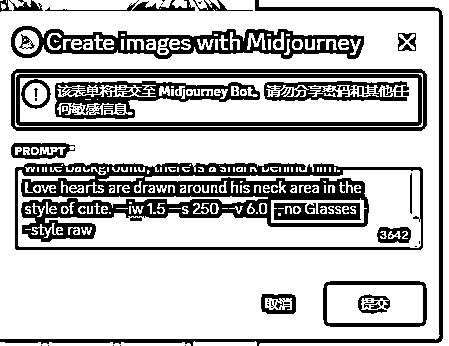 Create images with Midjourney
该表单将提交至 Midjourney Bot。请勿分享密码和其他任
何敏感信息。
PROMPT*
white background, there is a shark behind him.
Love hearts are drawn around his neck area in the
style of cute. —iw 1.5 —s 250 —v 6.0 , no Glasses
-style raw
3642
取消
提交